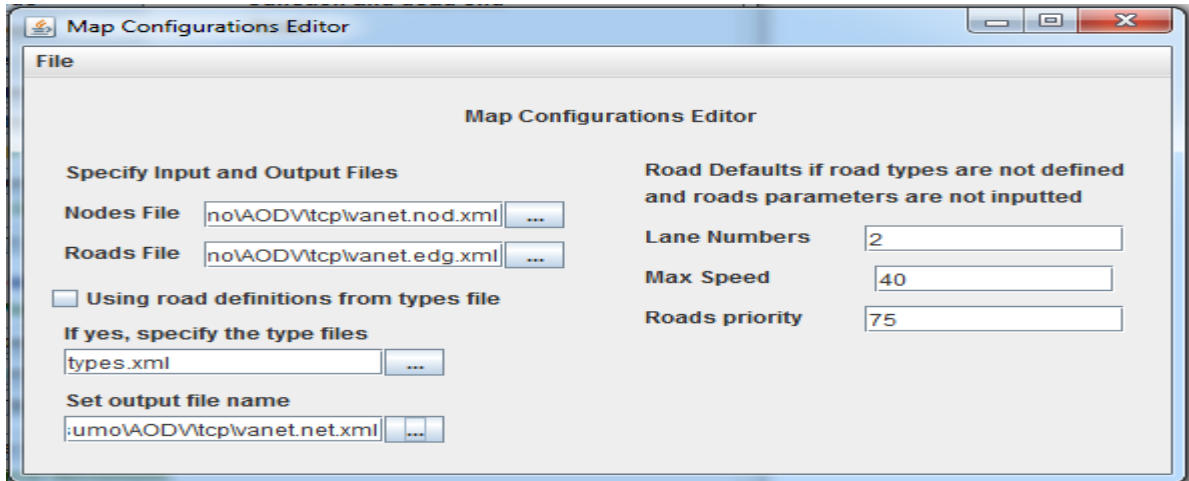 Map Configurations Editor
File
Map Configurations Editor
Specify Input and Output Files
Nodes File no\AODV\tcp\vanet.nod.xml ...
Roads File no\AODV\tcp\vanet.edg.xml ...
Using road definitions from types file
If yes, specify the type files
types.xml ...
Set output file name
umo\AODV\tcp\vanet.net.xml ...
Road Defaults if road types are not defined
and roads parameters are not inputted
Lane Numbers 2
Max Speed 40
Roads priority 75